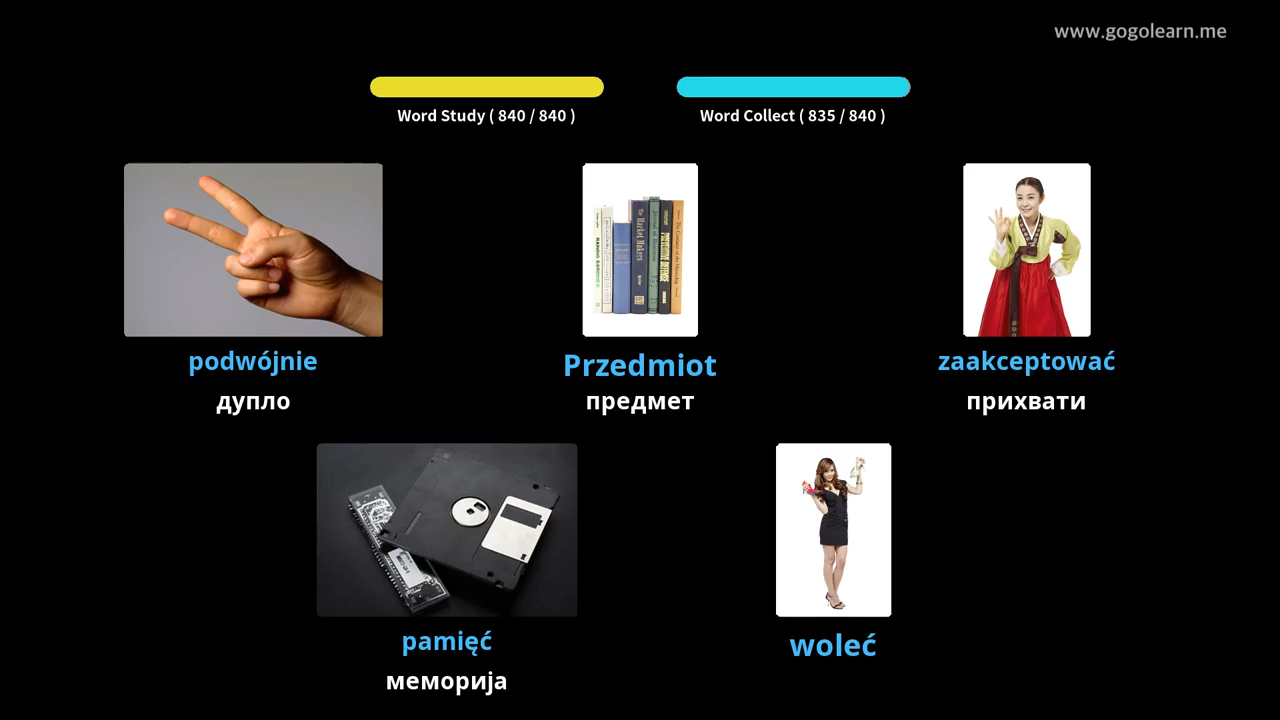 www.gogolearn.me
Word Study ( 840 / 840 )
Word Collect ( 835 / 840 )
podwójnie
дупло
Przedmiot
предмет
zaakceptować
прихвати
pamięć
меморија
woleć